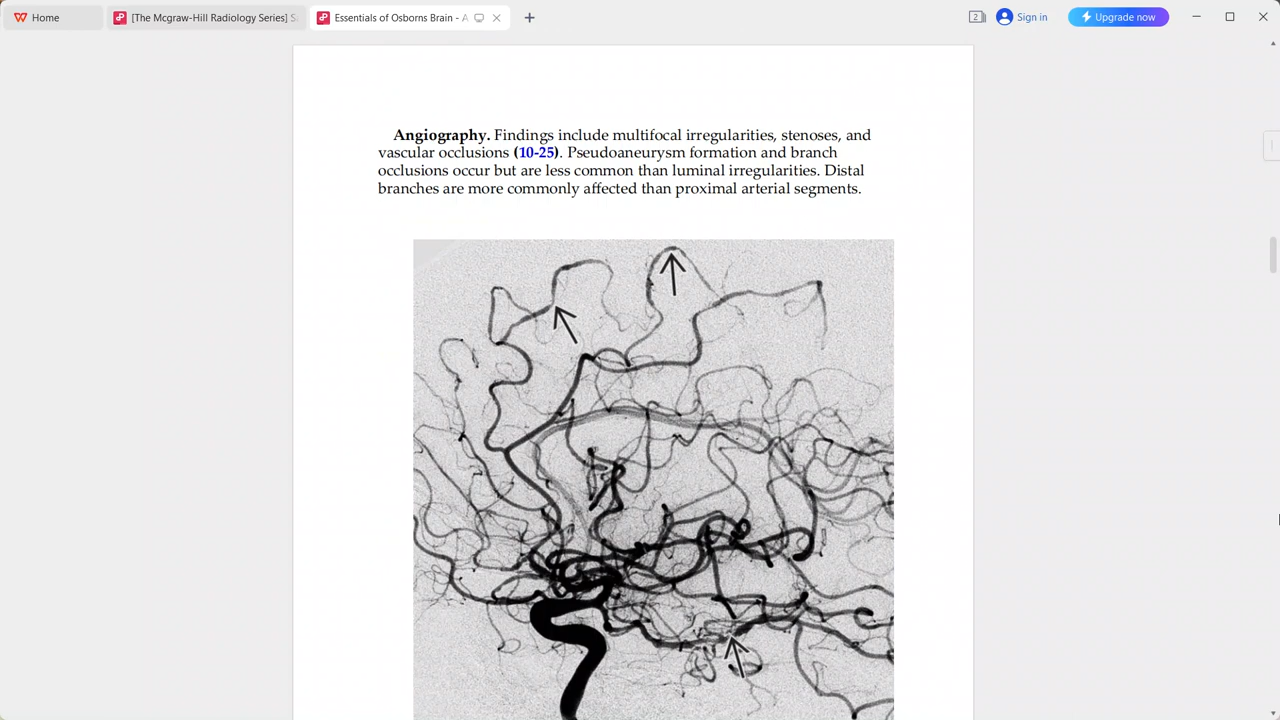 Home
[The Mcgraw-Hill Radiology Series] S
Essentials of Osborns Brain - A
2
Sign in
Upgrade now
Angiography. Findings include multifocal irregularities, stenoses, and
vascular occlusions (10-25). Pseudoaneurysm formation and branch
occlusions occur but are less common than luminal irregularities. Distal
branches are more commonly affected than proximal arterial segments.